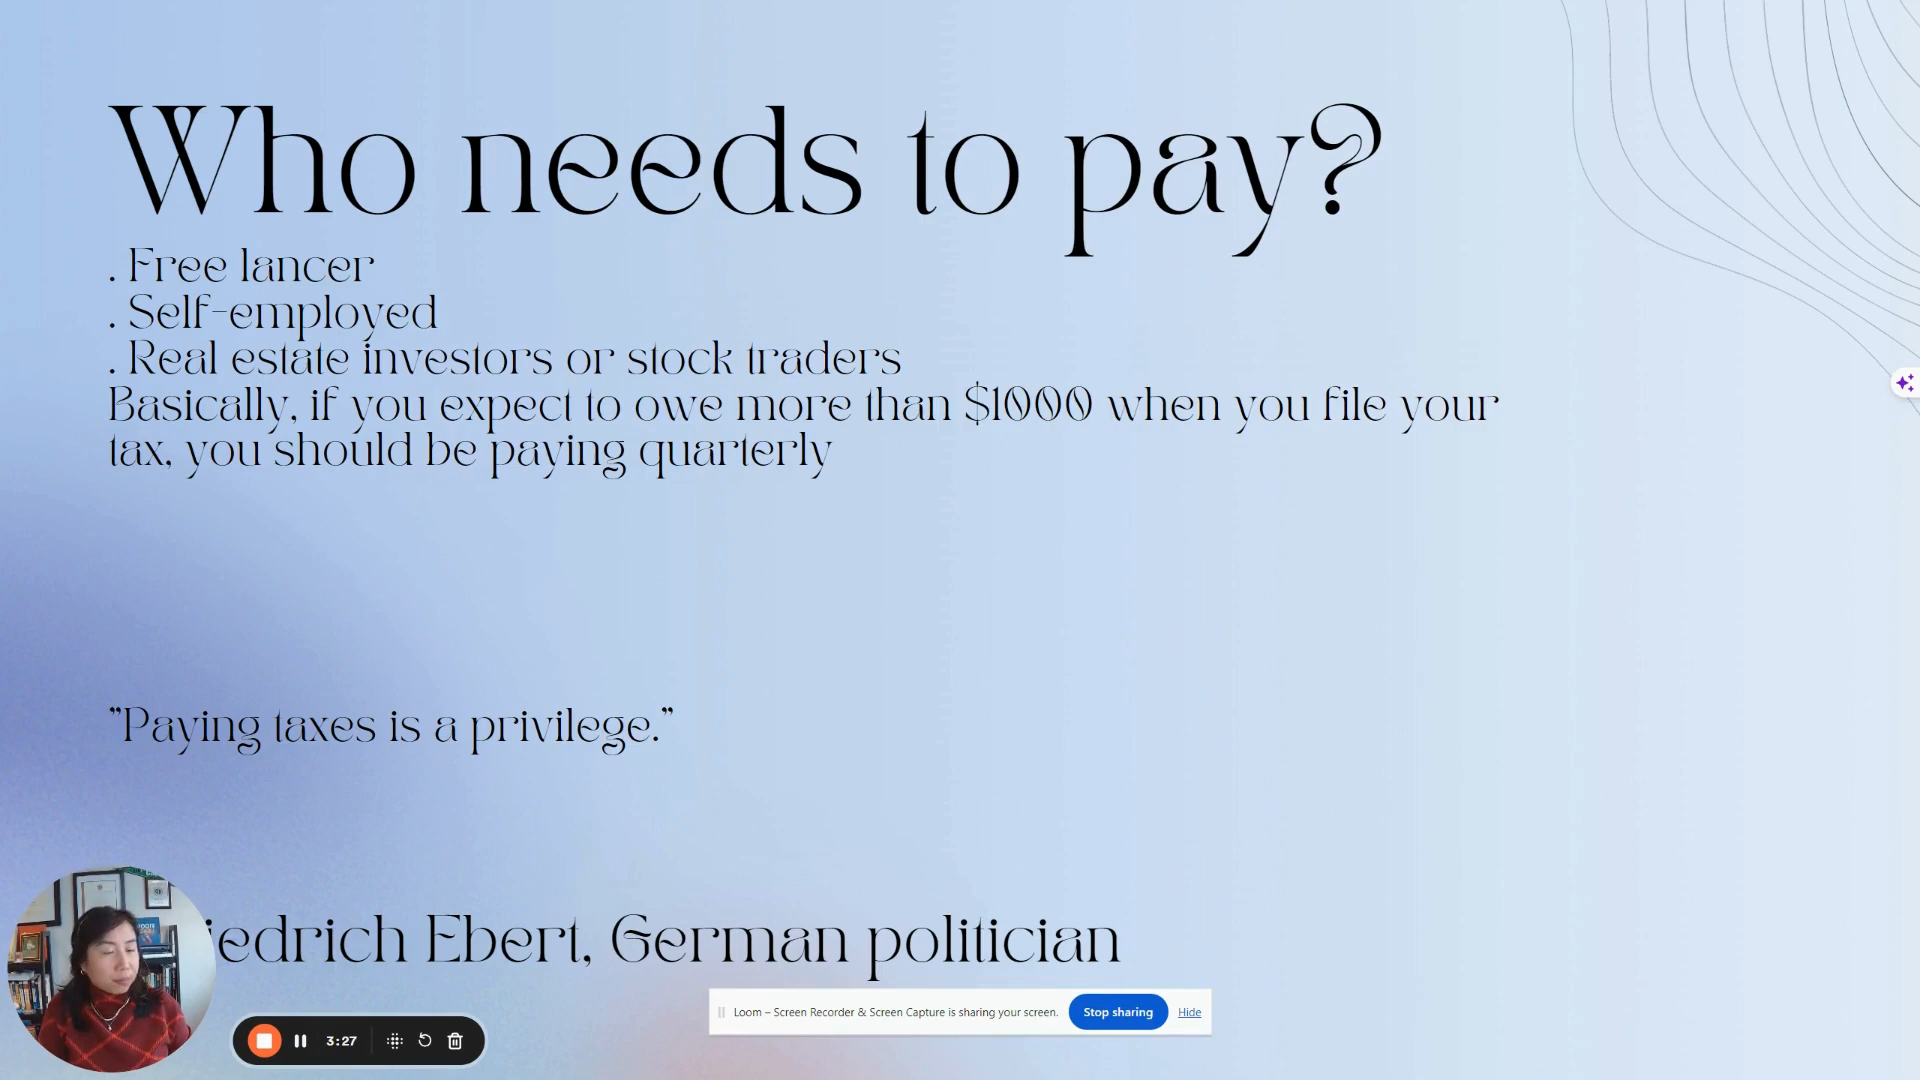 Who needs to pay?
. Free lancer
. Self-employed
. Real estate investors or stock traders
Basically, if you expect to owe more than $1000 when you file your
tax, you should be paying quarterly
"Paying taxes is a privilege."
iedrich Ebert, German politician
Loom – Screen Recorder & Screen Capture is sharing your screen. Stop sharing Hide
3:27